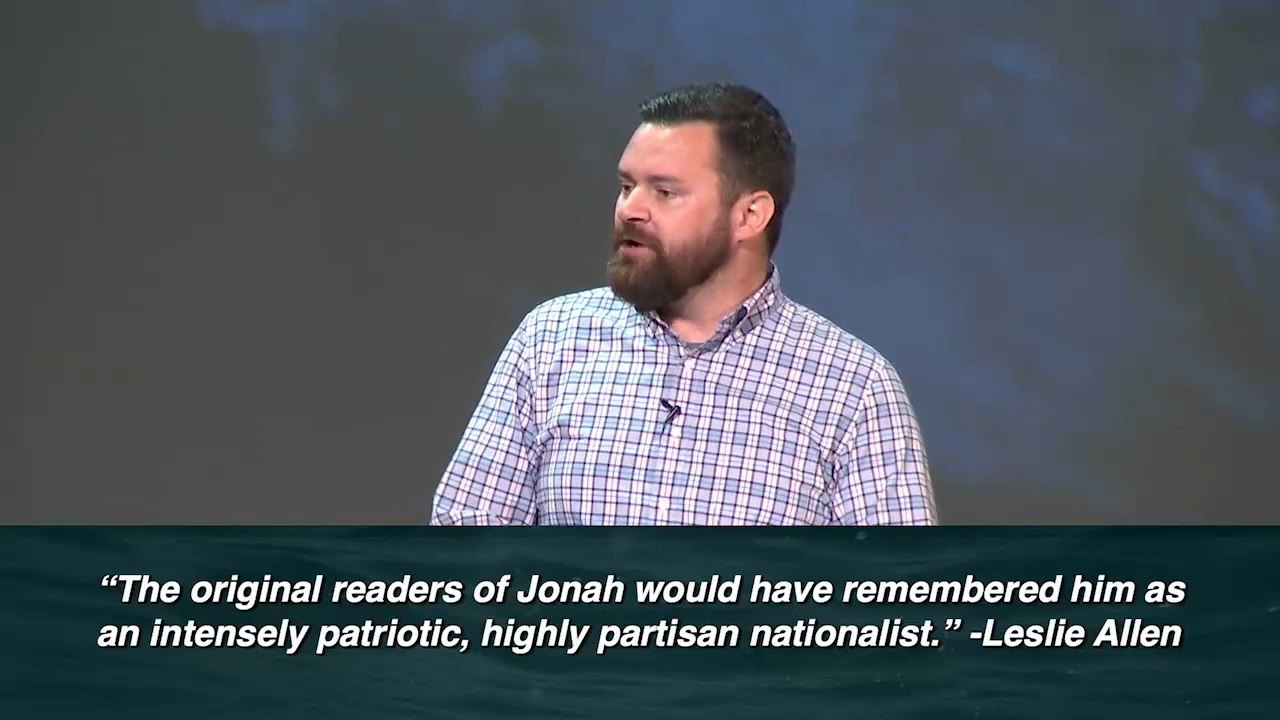 “The original readers of Jonah would have remembered him as
an intensely patriotic, highly partisan nationalist.” -Leslie Allen